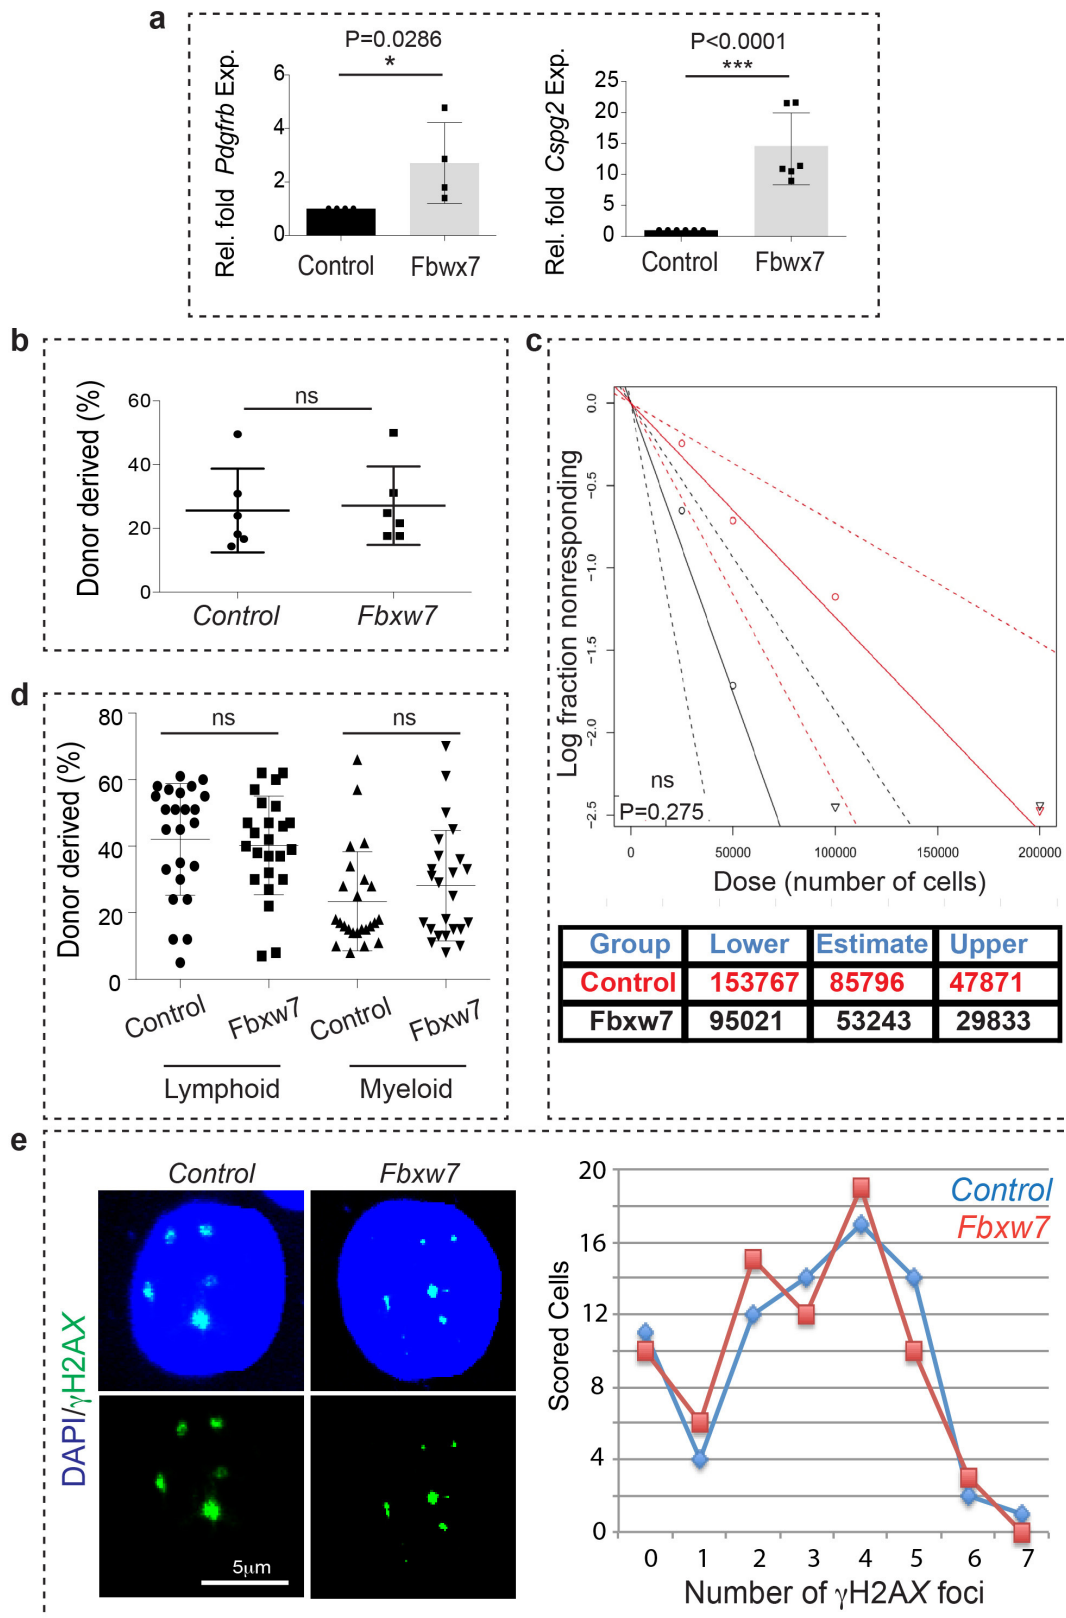 a
P=0.0286
*
Rel. fold Pdgfrb Exp.
6
4
2
0
Control
Fbwx7
P<0.0001
***
Rel. fold Cspg2 Exp.
25
20
15
10
5
0
Control
Fbwx7
b
ns
Donor derived (%)
60
40
20
0
Control
Fbxw7
c
Log fraction nonresponding
0.0
−0.5
−1.0
−1.5
−2.0
−2.5
ns
P=0.275
0 50000 100000 150000 200000
Dose (number of cells)
Group Lower Estimate Upper
Control 153767 85796 47871
Fbxw7 95021 53243 29833
d
ns ns
Donor derived (%)
80
60
40
20
0
Control Fbxw7 Control Fbxw7
Lymphoid Myeloid
e
Control Fbxw7
DAPI/γH2AX
5μm
Control
Fbxw7
Scored Cells
20
16
12
8
4
0
0 1 2 3 4 5 6 7
Number of γH2AX foci